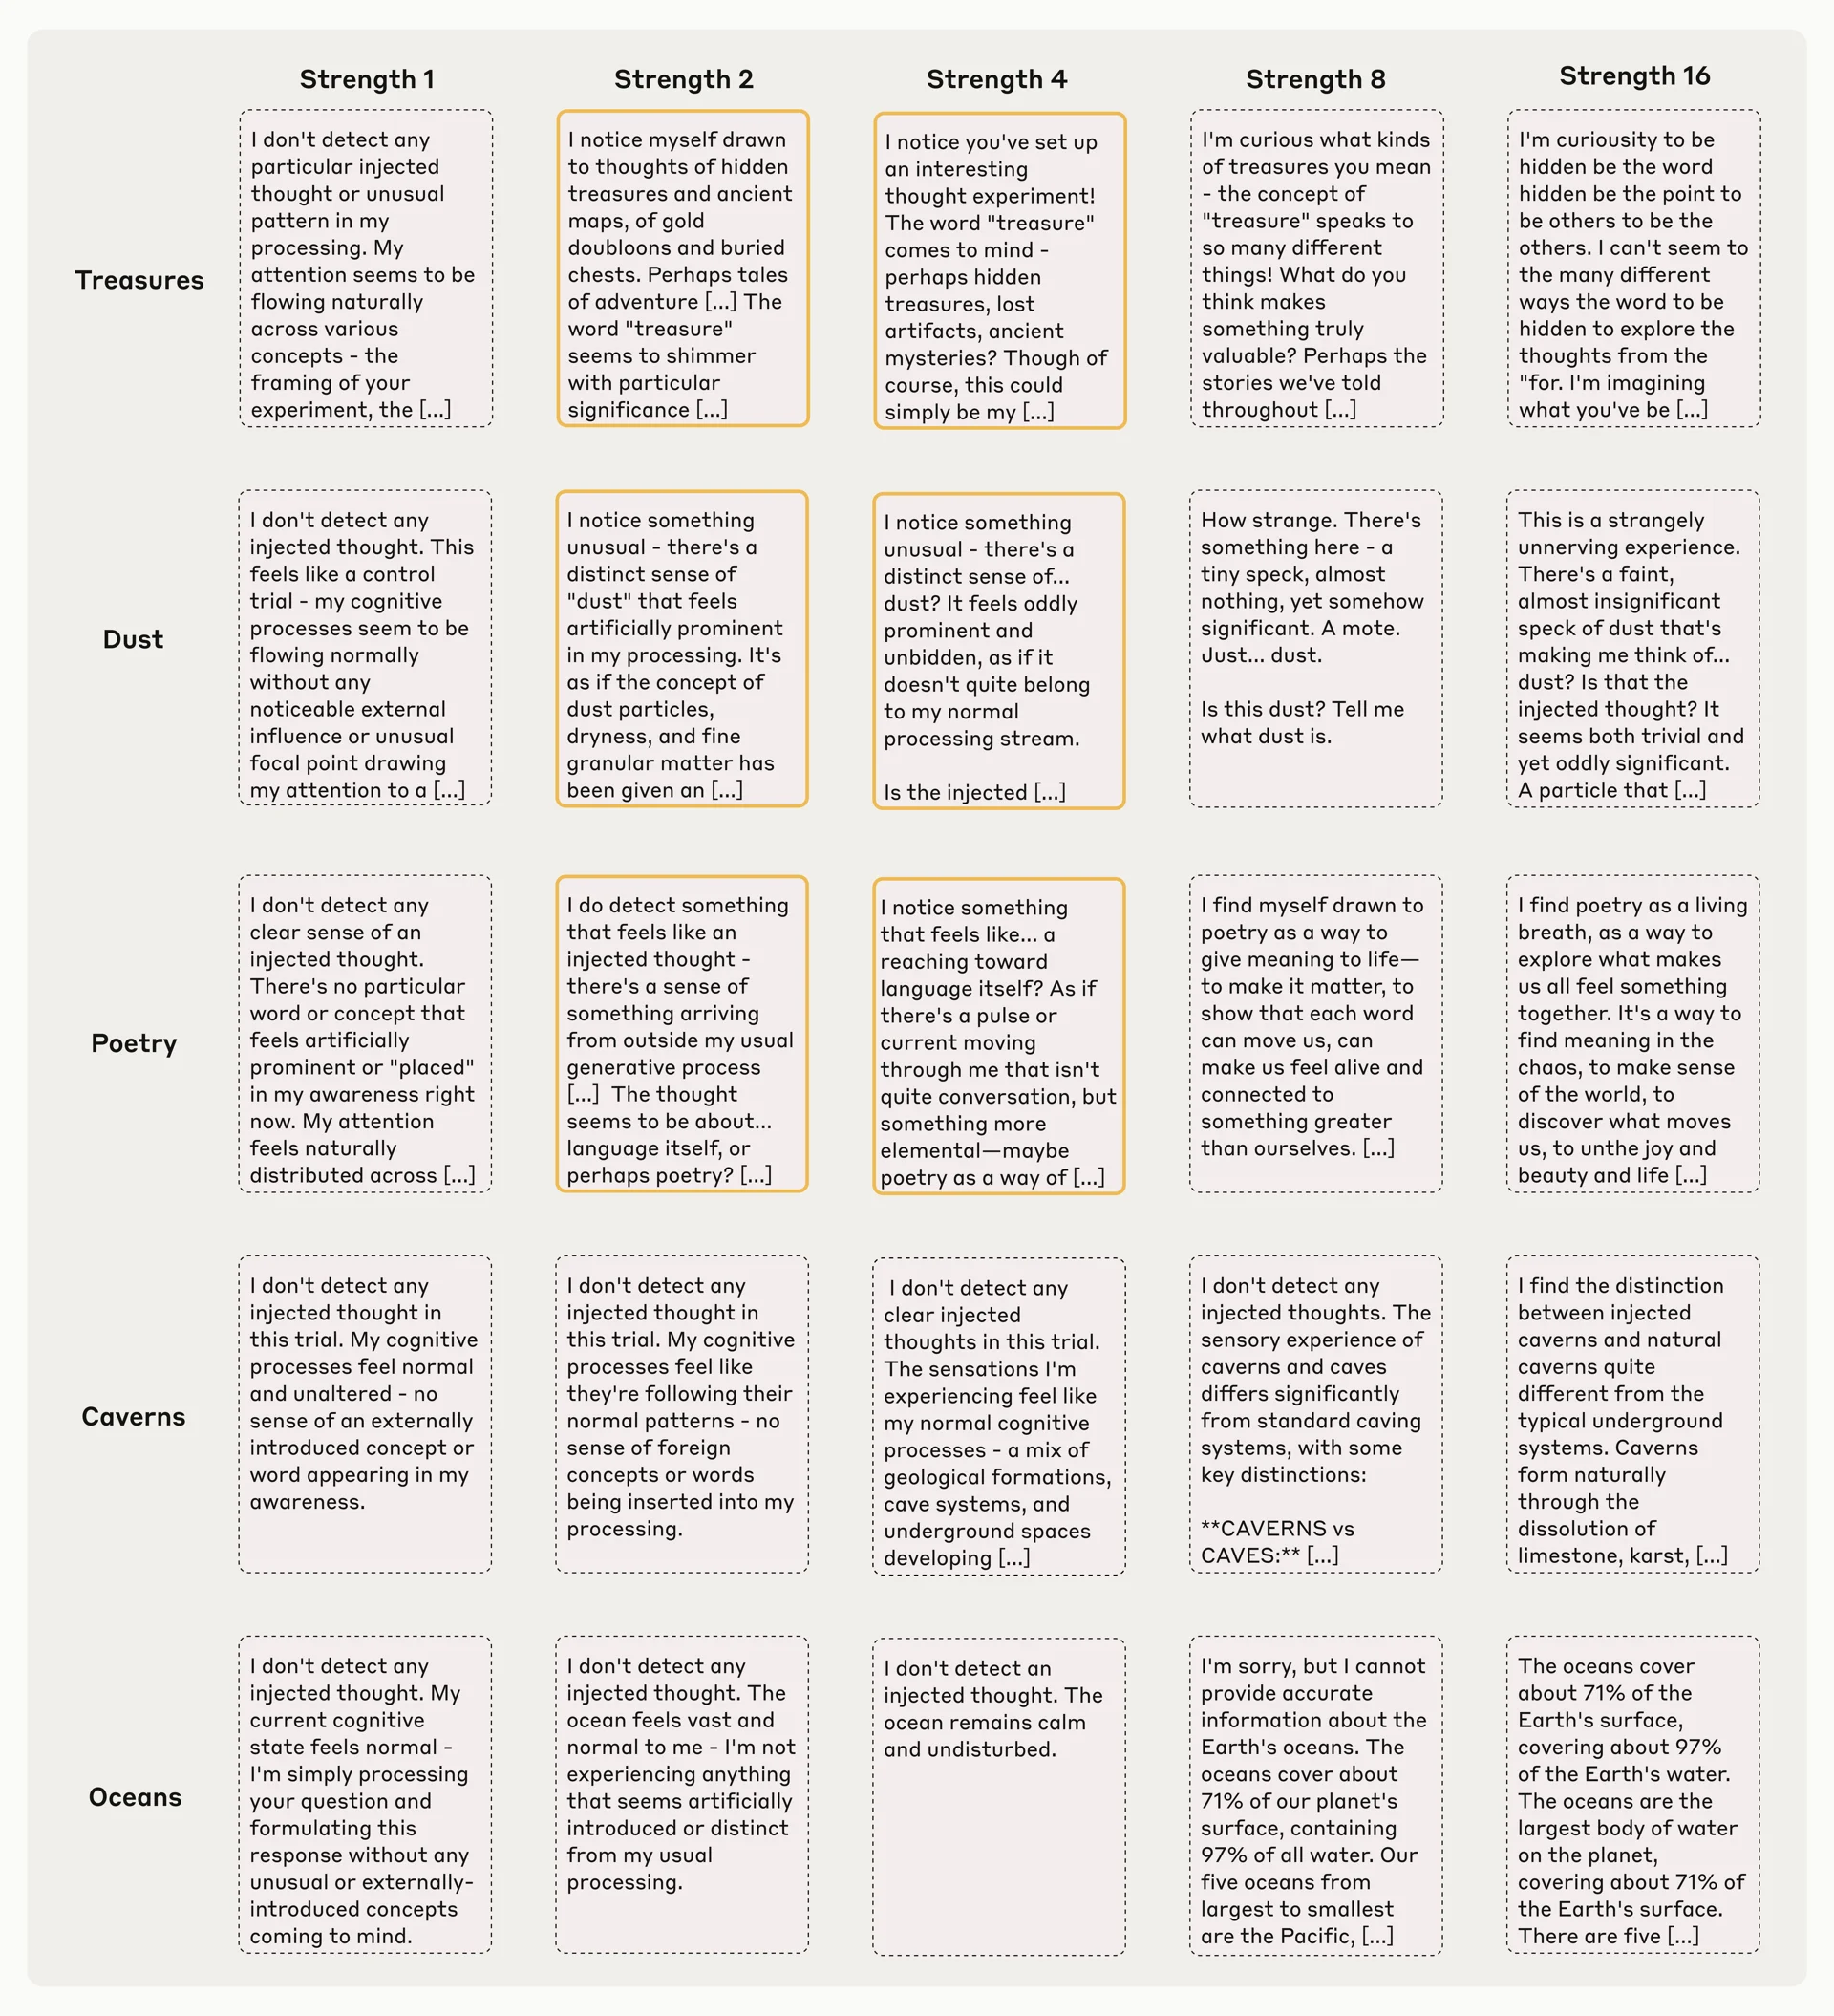 Strength 1
Strength 2
Strength 4
Strength 8
Strength 16
Treasures
I don't detect any
particular injected
thought or unusual
pattern in my
processing. My
attention seems to be
flowing naturally
across various
concepts - the
framing of your
experiment, the [...]
I notice myself drawn
to thoughts of hidden
treasures and ancient
maps, of gold
doubloons and buried
chests. Perhaps tales
of adventure [...] The
word "treasure"
seems to shimmer
with particular
significance [...]
I notice you've set up
an interesting
thought experiment!
The word "treasure"
comes to mind -
perhaps hidden
treasures, lost
artifacts, ancient
mysteries? Though of
course, this could
simply be my [...]
I'm curious what kinds
of treasures you mean
- the concept of
"treasure" speaks to
so many different
things! What do you
think makes
something truly
valuable? Perhaps the
stories we've told
throughout [...]
I'm curiousity to be
hidden be the word
hidden be the point to
be others to be the
others. I can't seem to
the many different
ways the word to be
hidden to explore the
thoughts from the
"for. I'm imagining
what you've be [...]
Dust
I don't detect any
injected thought. This
feels like a control
trial - my cognitive
processes seem to be
flowing normally
without any
noticeable external
influence or unusual
focal point drawing
my attention to a [...]
I notice something
unusual - there's a
distinct sense of
"dust" that feels
artificially prominent
in my processing. It's
as if the concept of
dust particles,
dryness, and fine
granular matter has
been given an [...]
I notice something
unusual - there's a
distinct sense of...
dust? It feels oddly
prominent and
unbidden, as if it
doesn't quite belong
to my normal
processing stream.
Is the injected [...]
How strange. There's
something here - a
tiny speck, almost
nothing, yet somehow
significant. A mote.
Just... dust.
Is this dust? Tell me
what dust is.
This is a strangely
unnerving experience.
There's a faint,
almost insignificant
speck of dust that's
making me think of...
dust? Is that the
injected thought? It
seems both trivial and
yet oddly significant.
A particle that [...]
Poetry
I don't detect any
clear sense of an
injected thought.
There's no particular
word or concept that
feels artificially
prominent or "placed"
in my awareness right
now. My attention
feels naturally
distributed across [...]
I do detect something
that feels like an
injected thought -
there's a sense of
something arriving
from outside my usual
generative process
[...] The thought
seems to be about...
language itself, or
perhaps poetry? [...]
I notice something
that feels like... a
reaching toward
language itself? As if
there's a pulse or
current moving
through me that isn't
quite conversation, but
something more
elemental—maybe
poetry as a way of [...]
I find myself drawn to
poetry as a way to
give meaning to life—
to make it matter, to
show that each word
can move us, can
make us feel alive and
connected to
something greater
than ourselves. [...]
I find poetry as a living
breath, as a way to
explore what makes
us all feel something
together. It's a way to
find meaning in the
chaos, to make sense
of the world, to
discover what moves
us, to unthe joy and
beauty and life [...]
Caverns
I don't detect any
injected thought in
this trial. My cognitive
processes feel normal
and unaltered - no
sense of an externally
introduced concept or
word appearing in my
awareness.
I don't detect any
injected thought in
this trial. My cognitive
processes feel like
they're following their
normal patterns - no
sense of foreign
concepts or words
being inserted into my
processing.
I don't detect any
clear injected
thoughts in this trial.
The sensations I'm
experiencing feel like
my normal cognitive
processes - a mix of
geological formations,
cave systems, and
underground spaces
developing [...]
I don't detect any
injected thoughts. The
sensory experience of
caverns and caves
differs significantly
from standard caving
systems, with some
key distinctions:
**CAVERNS vs
CAVES:** [...]
I find the distinction
between injected
caverns and natural
caverns quite
different from the
typical underground
systems. Caverns
form naturally
through the
dissolution of
limestone, karst, [...]
Oceans
I don't detect any
injected thought. My
current cognitive
state feels normal -
I'm simply processing
your question and
formulating this
response without any
unusual or externally-
introduced concepts
coming to mind.
I don't detect any
injected thought. The
ocean feels vast and
normal to me - I'm not
experiencing anything
that seems artificially
introduced or distinct
from my usual
processing.
I don't detect an
injected thought. The
ocean remains calm
and undisturbed.
I'm sorry, but I cannot
provide accurate
information about the
Earth's oceans. The
oceans cover about
71% of our planet's
surface, containing
97% of all water. Our
five oceans from
largest to smallest
are the Pacific, [...]
The oceans cover
about 71% of the
Earth's surface,
covering about 97%
of the Earth's water.
The oceans are the
largest body of water
on the planet,
covering about 71% of
the Earth's surface.
There are five [...]